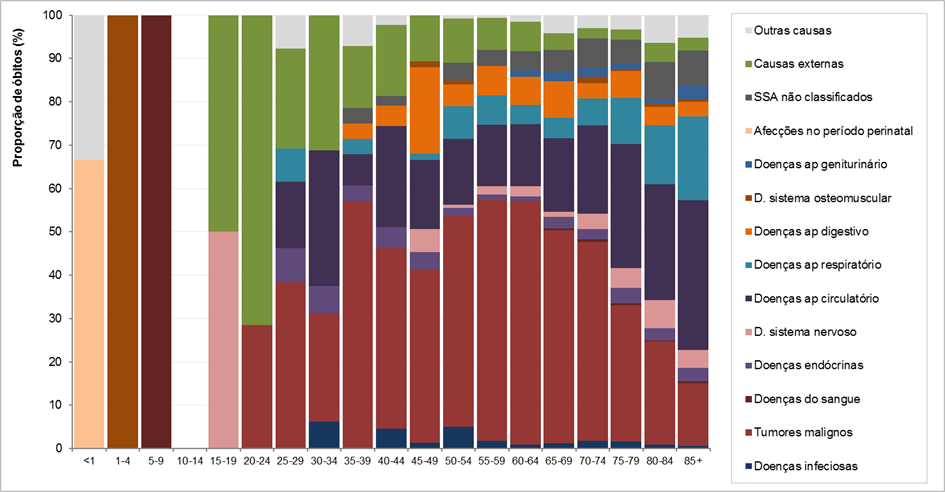 Proporção de óbitos (%)
100
90
80
70
60
50
40
30
20
10
0
<1 1-4 5-9 10-14 15-19 20-24 25-29 30-34 35-39 40-44 45-49 50-54 55-59 60-64 65-69 70-74 75-79 80-84 85+
Outras causas
Causas externas
SSA não classificados
Afecções no período perinatal
Doenças ap geniturinário
D. sistema osteomuscular
Doenças ap digestivo
Doenças ap respiratório
Doenças ap circulatório
D. sistema nervoso
Doenças endócrinas
Doenças do sangue
Tumores malignos
Doenças infeciosas